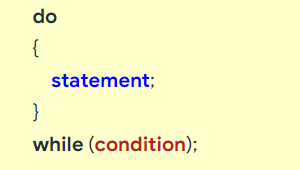 do
{
statement;
}
while (condition);